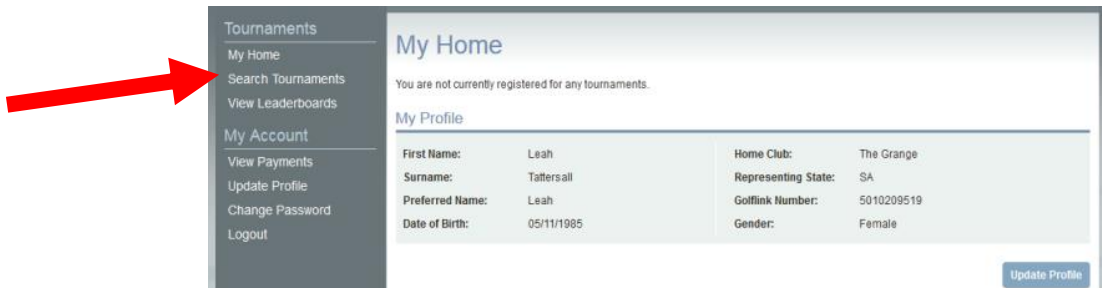 Tournaments
My Home
Search Tournaments
View Leaderboards
My Account
View Payments
Update Profile
Change Password
Logout
My Home
You are not currently registered for any tournaments.
My Profile
First Name: Leah Home Club: The Grange
Surname: Tattersall Representing State: SA
Preferred Name: Leah Golflink Number: 5010209519
Date of Birth: 05/11/1985 Gender: Female
Update Profile